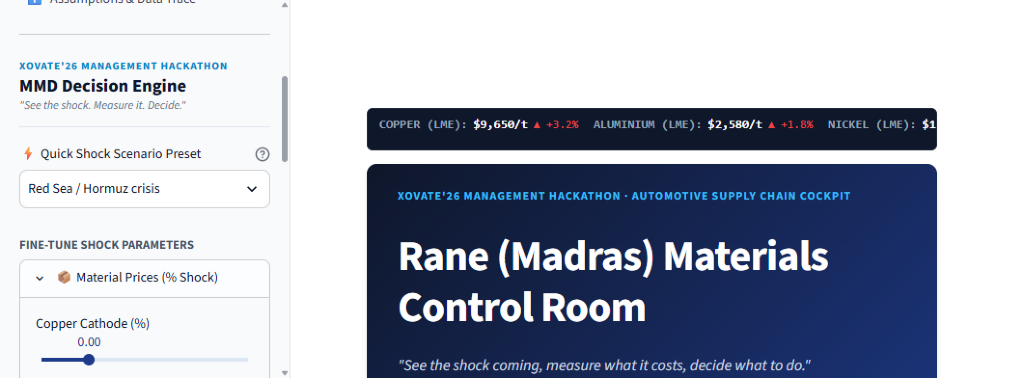 Assumptions & Data Trace
XOVATE'26 MANAGEMENT HACKATHON
MMD Decision Engine
"See the shock. Measure it. Decide."
Quick Shock Scenario Preset
Red Sea / Hormuz crisis
FINE-TUNE SHOCK PARAMETERS
Material Prices (% Shock)
Copper Cathode (%)
0.00
COPPER (LME): $9,650/t ▲ +3.2% ALUMINIUM (LME): $2,580/t ▲ +1.8% NICKEL (LME): $1
XOVATE'26 MANAGEMENT HACKATHON · AUTOMOTIVE SUPPLY CHAIN COCKPIT
Rane (Madras) Materials
Control Room
"See the shock coming, measure what it costs, decide what to do."